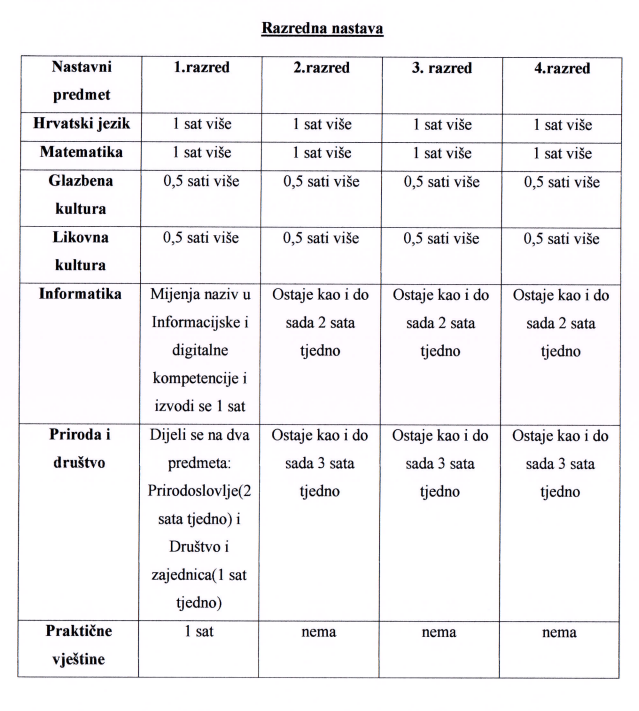 Razredna nastava
Nastavni predmet | 1.razred | 2.razred | 3. razred | 4.razred
Hrvatski jezik | 1 sat više | 1 sat više | 1 sat više | 1 sat više
Matematika | 1 sat više | 1 sat više | 1 sat više | 1 sat više
Glazbena kultura | 0,5 sati više | 0,5 sati više | 0,5 sati više | 0,5 sati više
Likovna kultura | 0,5 sati više | 0,5 sati više | 0,5 sati više | 0,5 sati više
Informatika | Mijenja naziv u Informacijske i digitalne kompetencije i izvodi se 1 sat | Ostaje kao i do sada 2 sata tjedno | Ostaje kao i do sada 2 sata tjedno | Ostaje kao i do sada 2 sata tjedno
Priroda i društvo | Dijeli se na dva predmeta: Prirodoslovlje(2 sata tjedno) i Društvo i zajednica(1 sat tjedno) | Ostaje kao i do sada 3 sata tjedno | Ostaje kao i do sada 3 sata tjedno | Ostaje kao i do sada 3 sata tjedno
Praktične vještine | 1 sat | nema | nema | nema